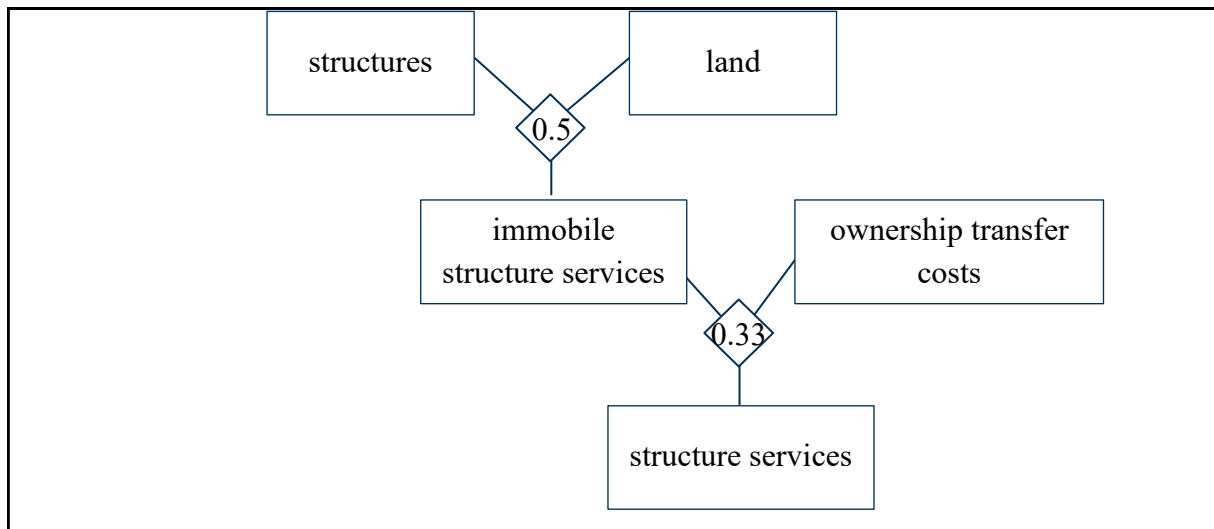 structures
land
0.5
immobile
structure services
ownership transfer
costs
0.33
structure services